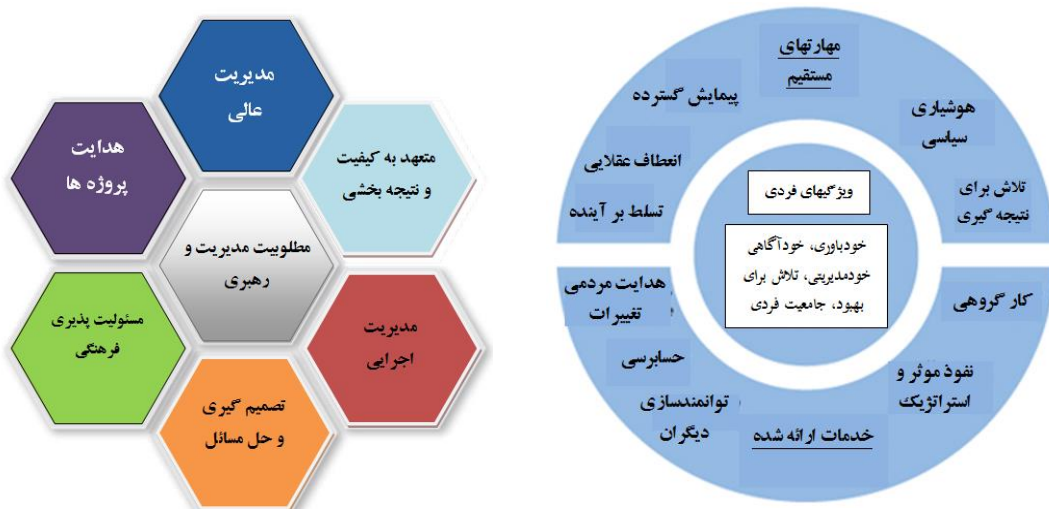 مدیریت
عالی
متعهد به کیفیت
و نتیجه بخشی
هدایت
پروژه ها
مطلوبیت مدیریت و
رهبری
مدیریت
اجرایی
مسئولیت پذیری
فرهنگی
تصمیم گیری
و حل مسائل
مهارتهای
مستقیم
هوشیاری
سیاسی
پیمایش گسترده
تلاش برای
نتیجه گیری
انعطاف عقلایی
تسلط بر آینده
ویژگیهای فردی
خودباوری، خودآگاهی
خودمدیریتی، تلاش برای
بهبود، جامعیت فردی
کار گروهی
هدایت مردمی
تغییرات
نفوذ موثر و
استراتژیک
حسابرسی
توانمندسازی
دیگران
خدمات ارائه شده